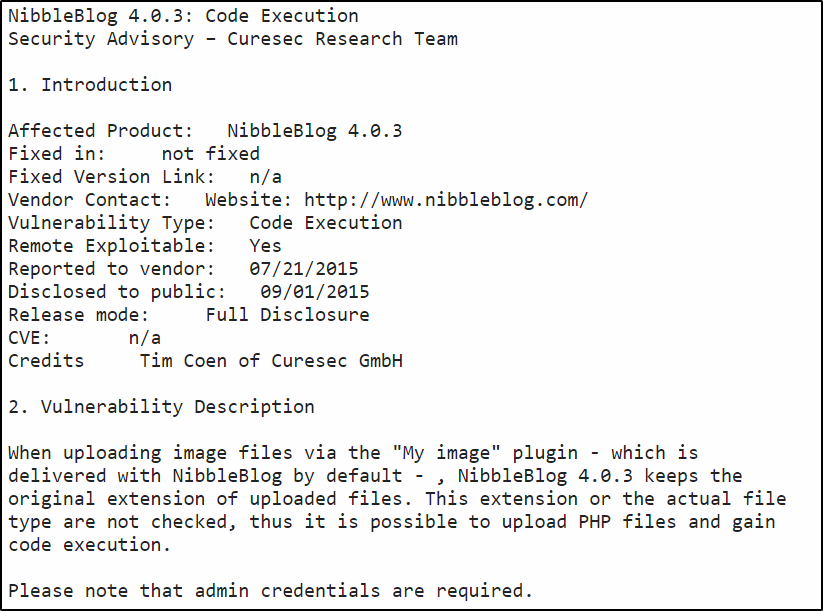 NibbleBlog 4.0.3: Code Execution
Security Advisory – Curesec Research Team
1. Introduction
Affected Product:   NibbleBlog 4.0.3
Fixed in:     not fixed
Fixed Version Link:   n/a
Vendor Contact:   Website: http://www.nibbleblog.com/
Vulnerability Type:   Code Execution
Remote Exploitable:   Yes
Reported to vendor:   07/21/2015
Disclosed to public:   09/01/2015
Release mode:     Full Disclosure
CVE:       n/a
Credits     Tim Coen of Curesec GmbH
2. Vulnerability Description
When uploading image files via the "My image" plugin - which is
delivered with NibbleBlog by default - , NibbleBlog 4.0.3 keeps the
original extension of uploaded files. This extension or the actual file
type are not checked, thus it is possible to upload PHP files and gain
code execution.
Please note that admin credentials are required.